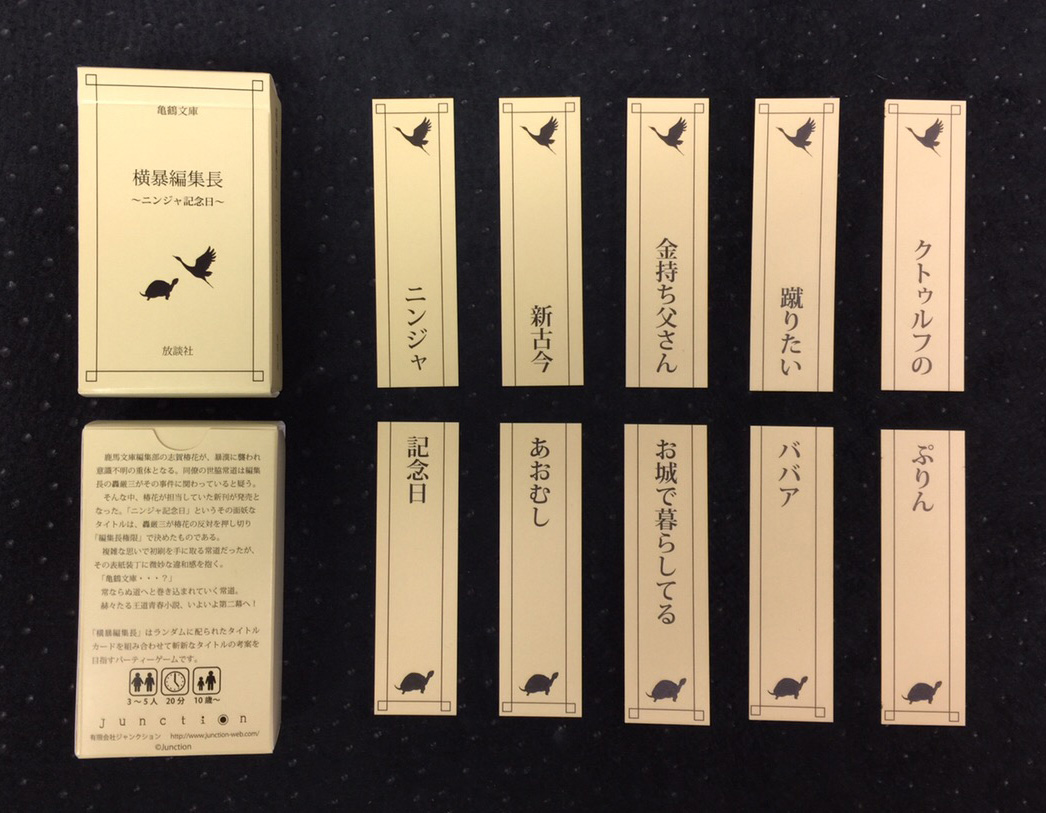 亀鶴文庫
横暴編集長
～ニンジャ記念日～
放談社
鹿馬文庫編集部の志賀椿花が、暴漢に襲われ
意識不明の重体となる。同僚の世脇常道は編集
長の轟厳三がその事件に関わっていると疑う。
そんな中、椿花が担当していた新刊が発売と
なった。「ニンジャ記念日」というその面妖な
タイトルは、轟厳三が椿花の反対を押し切り
「編集長権限」で決めたものである。
複雑な思いで初刷を手に取る常道だったが、
その表紙装丁に微妙な違和感を抱く。
「亀鶴文庫・・・？」
常ならぬ道へと巻き込まれていく常道。
赫々たる王道青春小説、いよいよ第二幕へ！
「横暴編集長」はランダムに配られたタイトル
カードを組み合わせて斬新なタイトルの考案を
目指すパーティーゲームです。
3～5人 20分 10歳～
junction
有限会社ジャンクション http://www.junction-web.com/
©Junction
ニンジャ
新古今
金持ち父さん
蹴りたい
クトゥルフの
記念日
あおむし
お城で暮らしてる
ババア
ぷりん